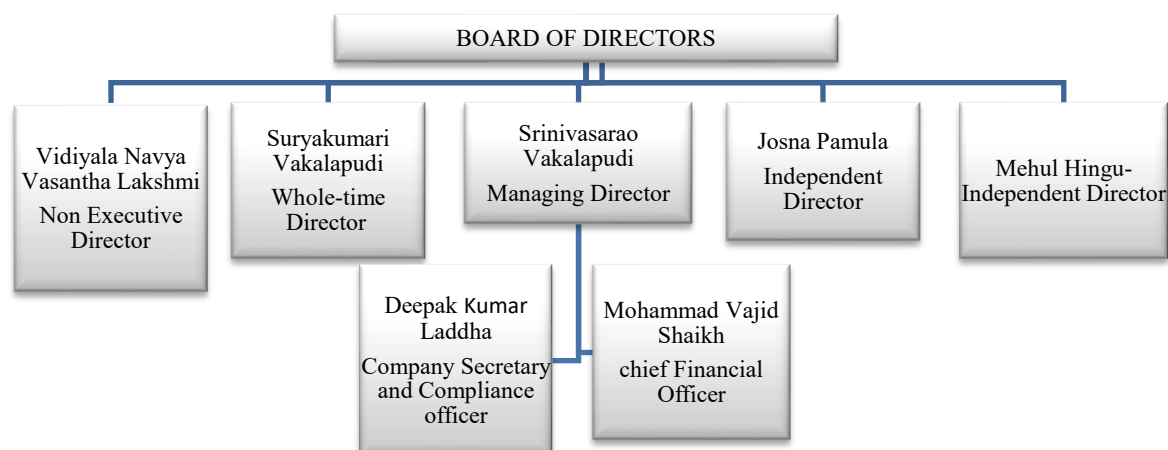 BOARD OF DIRECTORS
Vidiyala Navya
Vasantha Lakshmi
Non Executive
Director
Suryakumari
Vakalapudi
Whole-time
Director
Srinivasarao
Vakalapudi
Managing Director
Josna Pamula
Independent
Director
Mehul Hingu-
Independent Director
Deepak Kumar
Laddha
Company Secretary
and Compliance
officer
Mohammad Vajid
Shaikh
chief Financial
Officer